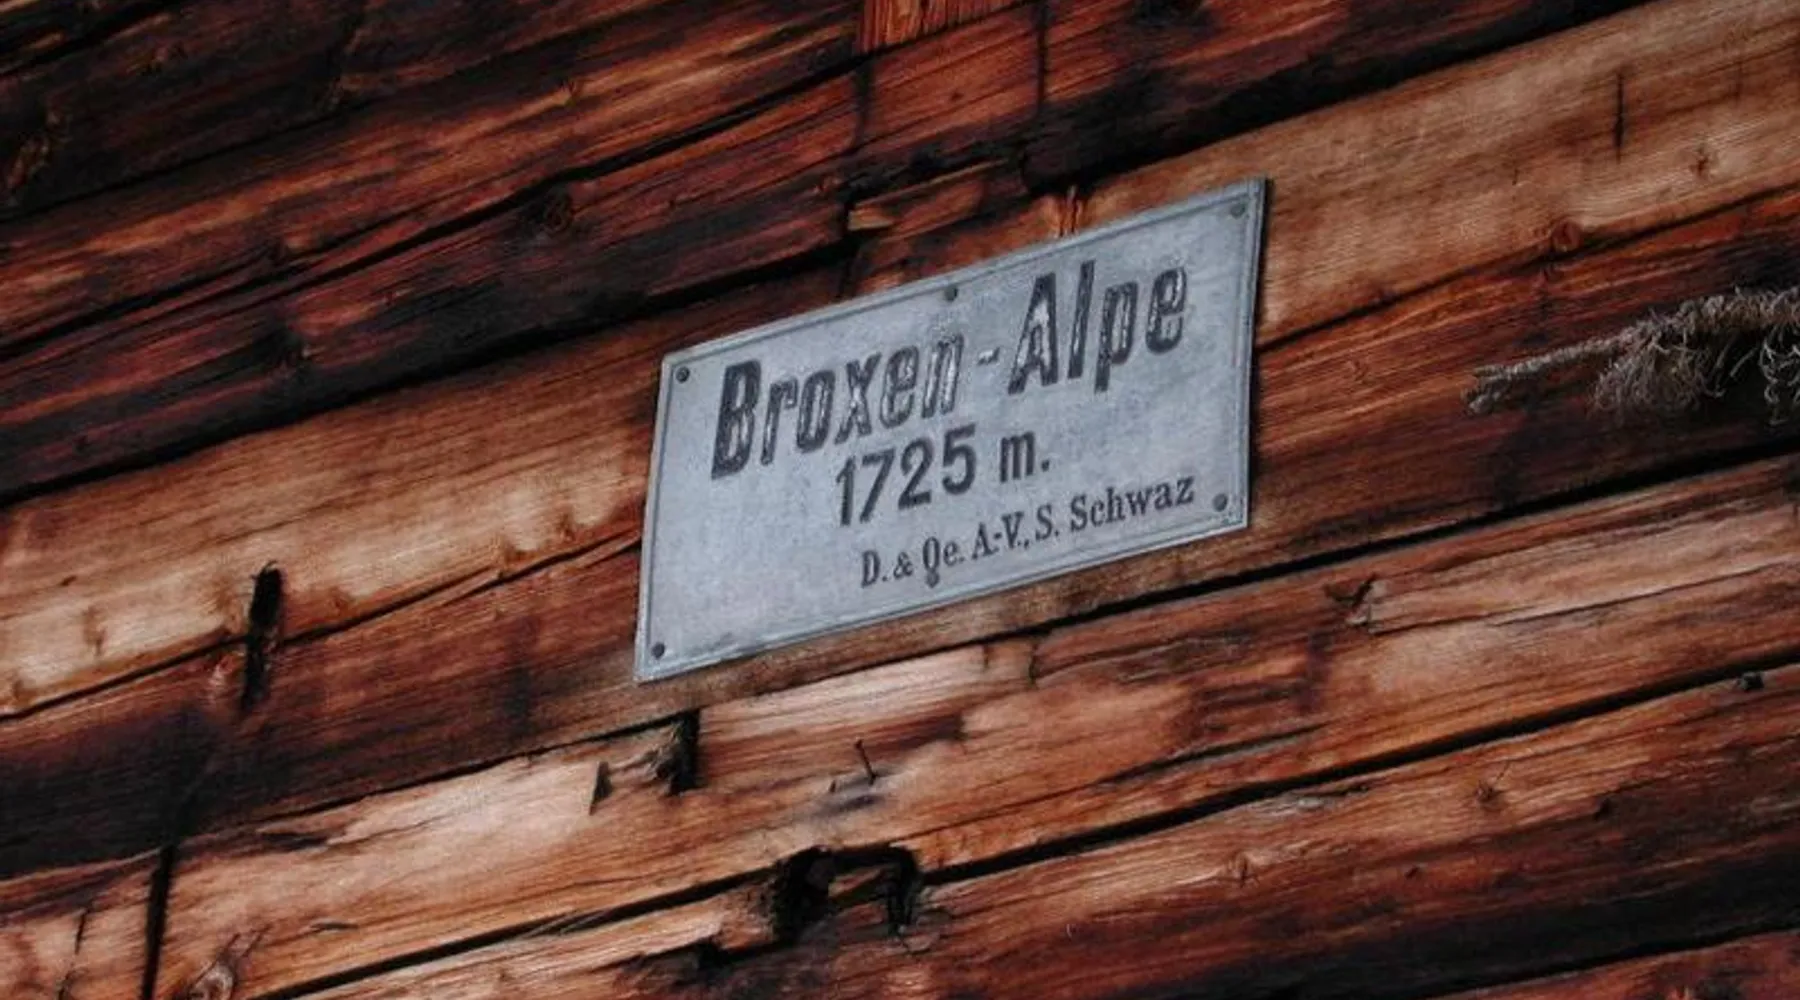 Broxen-Alpe
1725 m.
D. & Oe. A.-V., S. Schwaz